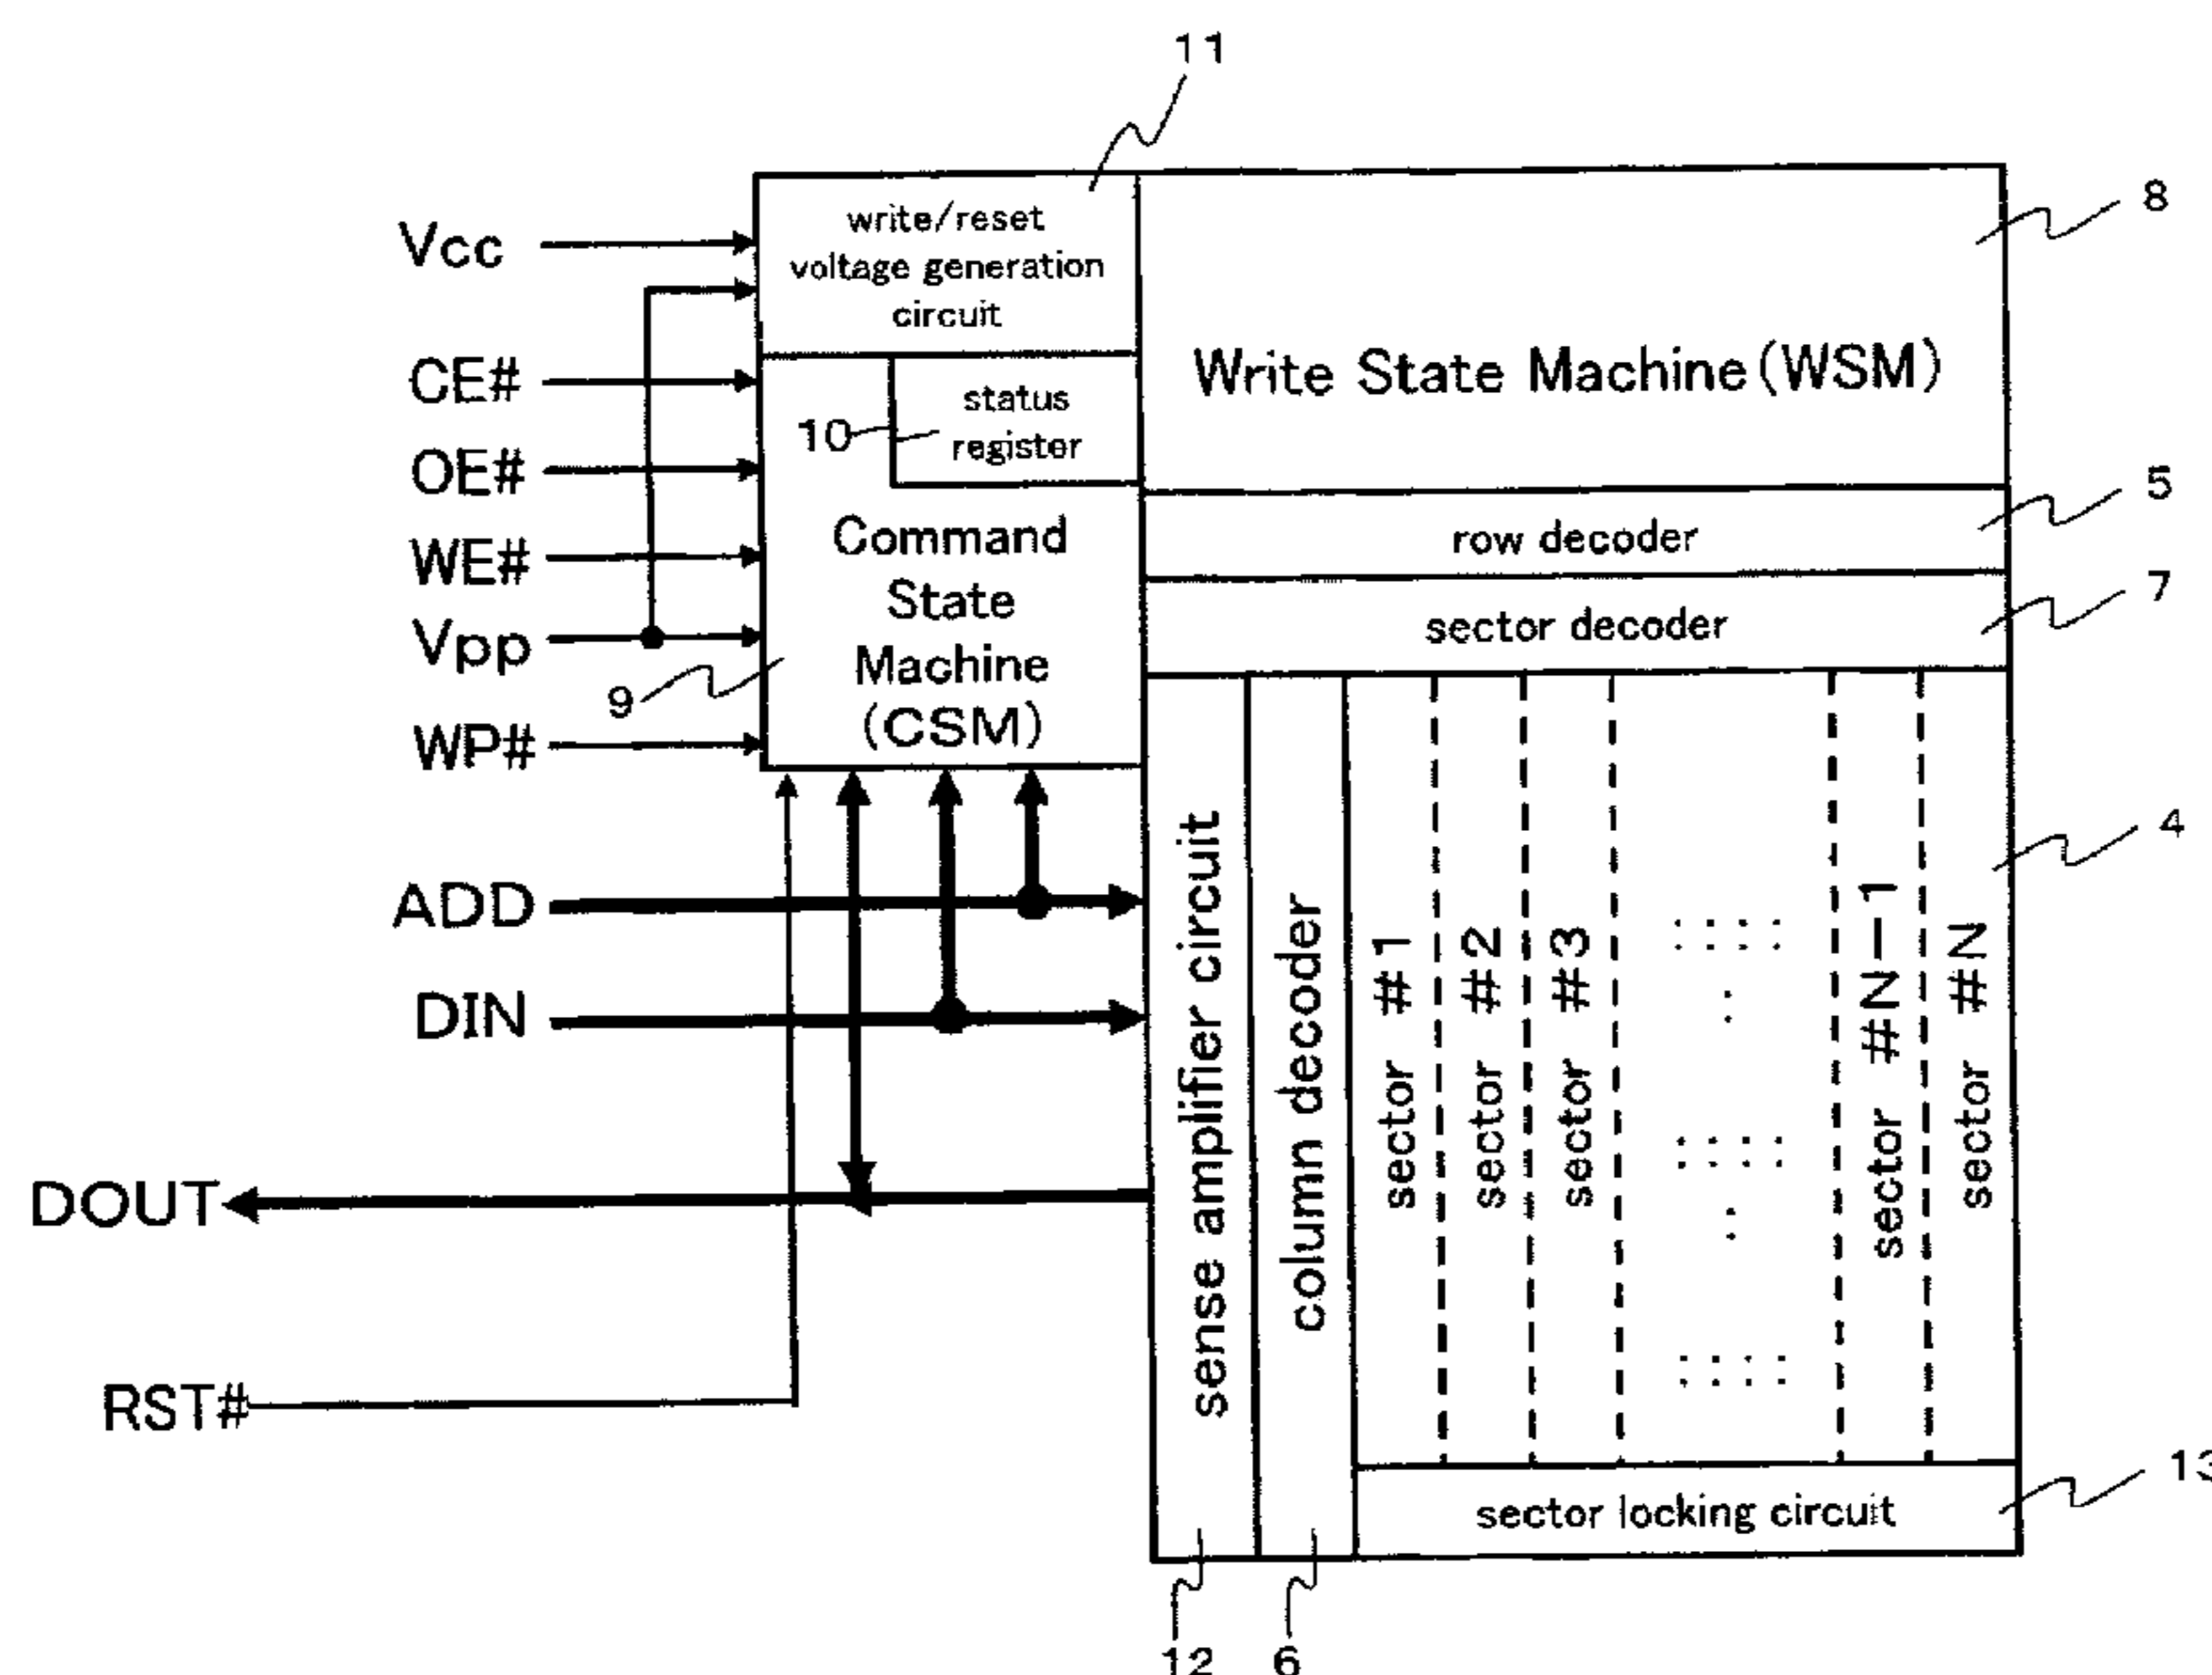 11
write/reset
voltage generation
circuit
8
Vcc
Write State Machine(WSM)
CE#
status
register
10
OE#
5
row decoder
WE#
Command
State
Machine
(CSM)
7
sector decoder
Vpp
9
WP#
4
ADD
DIN
sense amplifier circuit
column decoder
sector #1
sector #2
sector #3
sector #N-1
sector #N
DOUT
RST#
13
sector locking circuit
12
6